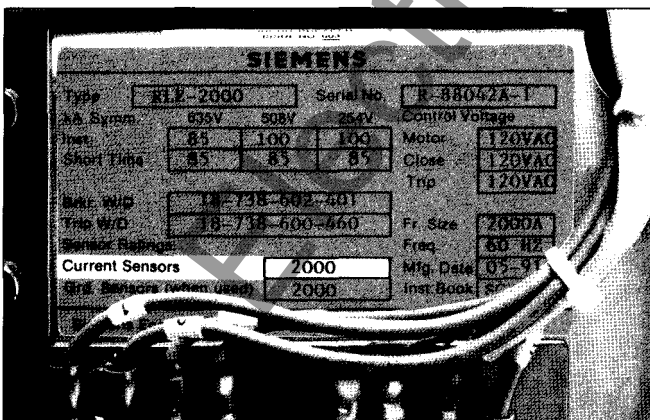 SIEMENS
Type RLE-2000 Serial No. R-88042A-1
kA Symm. 635V 508V 254V Control Voltage
Inst. 85 100 100 Motor 120VAC
Short Time 85 85 85 Close 120VAC
Trip 120VAC
Brkr. W/D 18-738-602-401
Trip W/D 18-738-600-460 Fr. Size 2000A
Sensor Ratings: Freq. 60 HZ
Current Sensors 2000 Mfg. Date 05-91
Grd. Sensors (when used) 2000 Inst Book